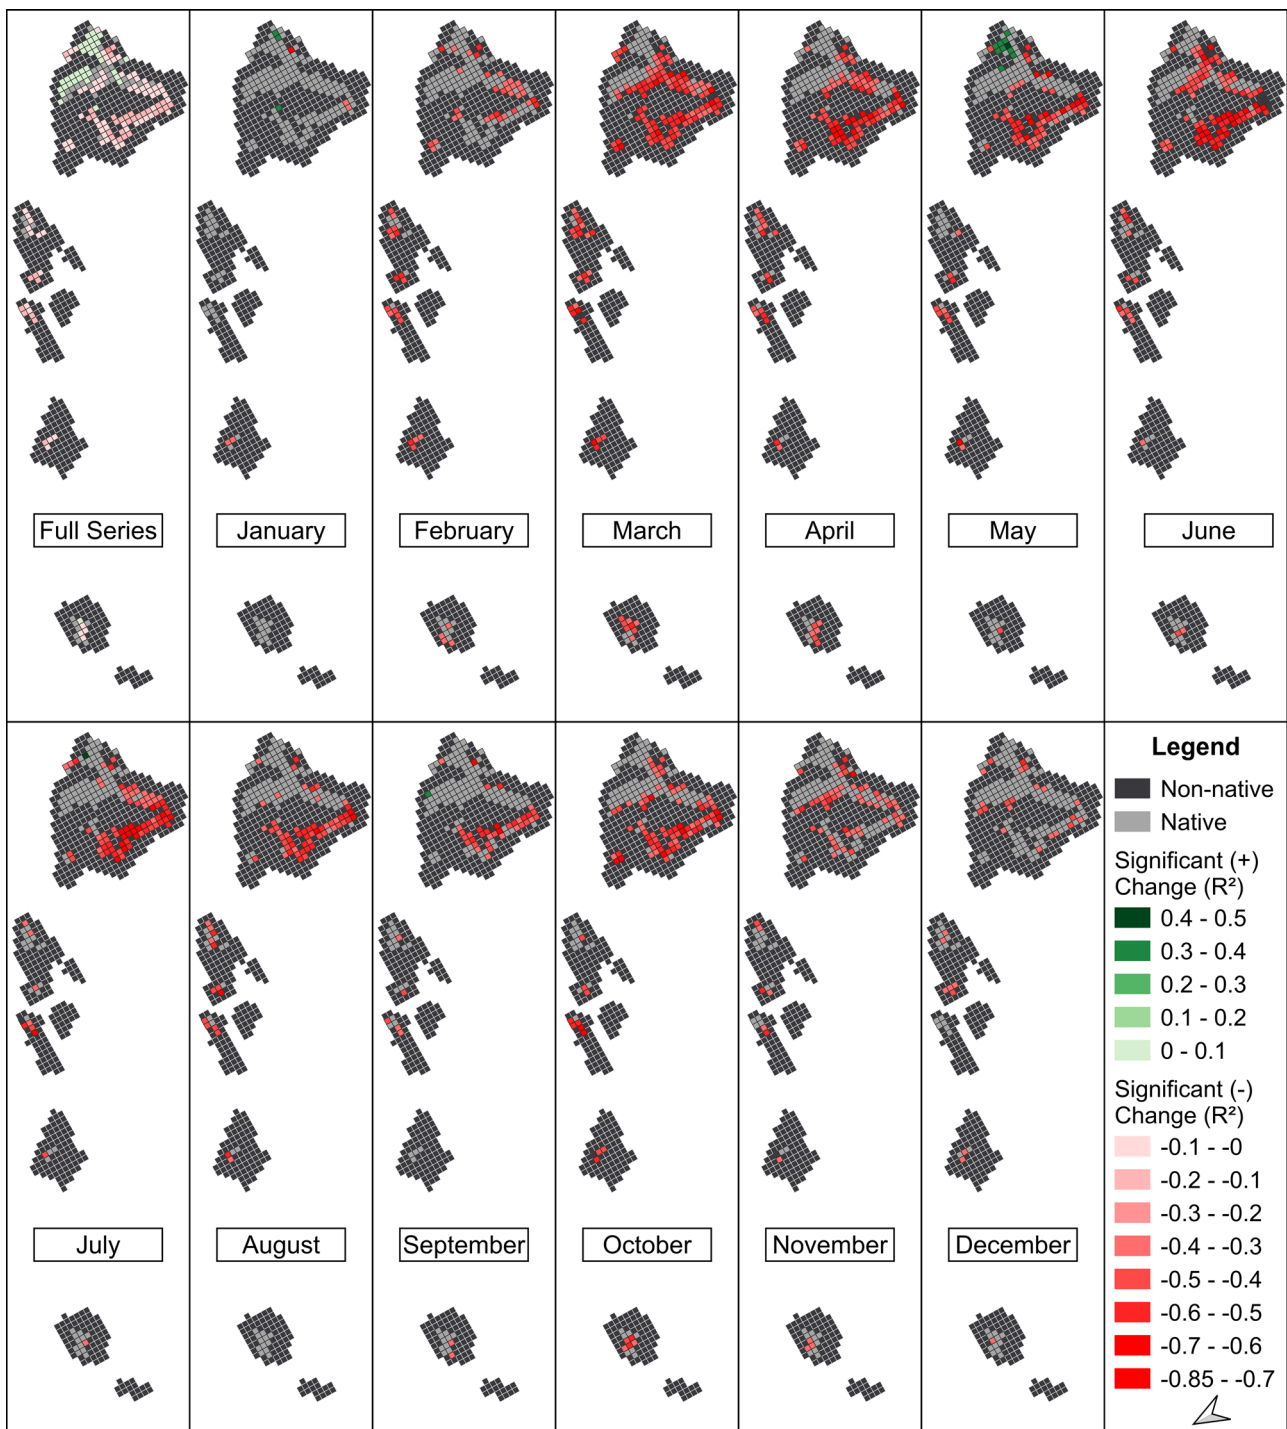 Full Series
January
February
March
April
May
June
July
August
September
October
November
December
Legend
Non-native
Native
Significant (+)
Change (R²)
0.4 - 0.5
0.3 - 0.4
0.2 - 0.3
0.1 - 0.2
0 - 0.1
Significant (-)
Change (R²)
-0.1 - -0
-0.2 - -0.1
-0.3 - -0.2
-0.4 - -0.3
-0.5 - -0.4
-0.6 - -0.5
-0.7 - -0.6
-0.85 - -0.7